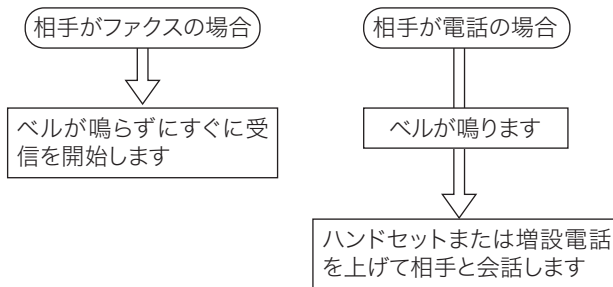 相手がファクスの場合
ベルが鳴らずにすぐに受
信を開始します
相手が電話の場合
ベルが鳴ります
ハンドセットまたは増設電話
を上げて相手と会話します